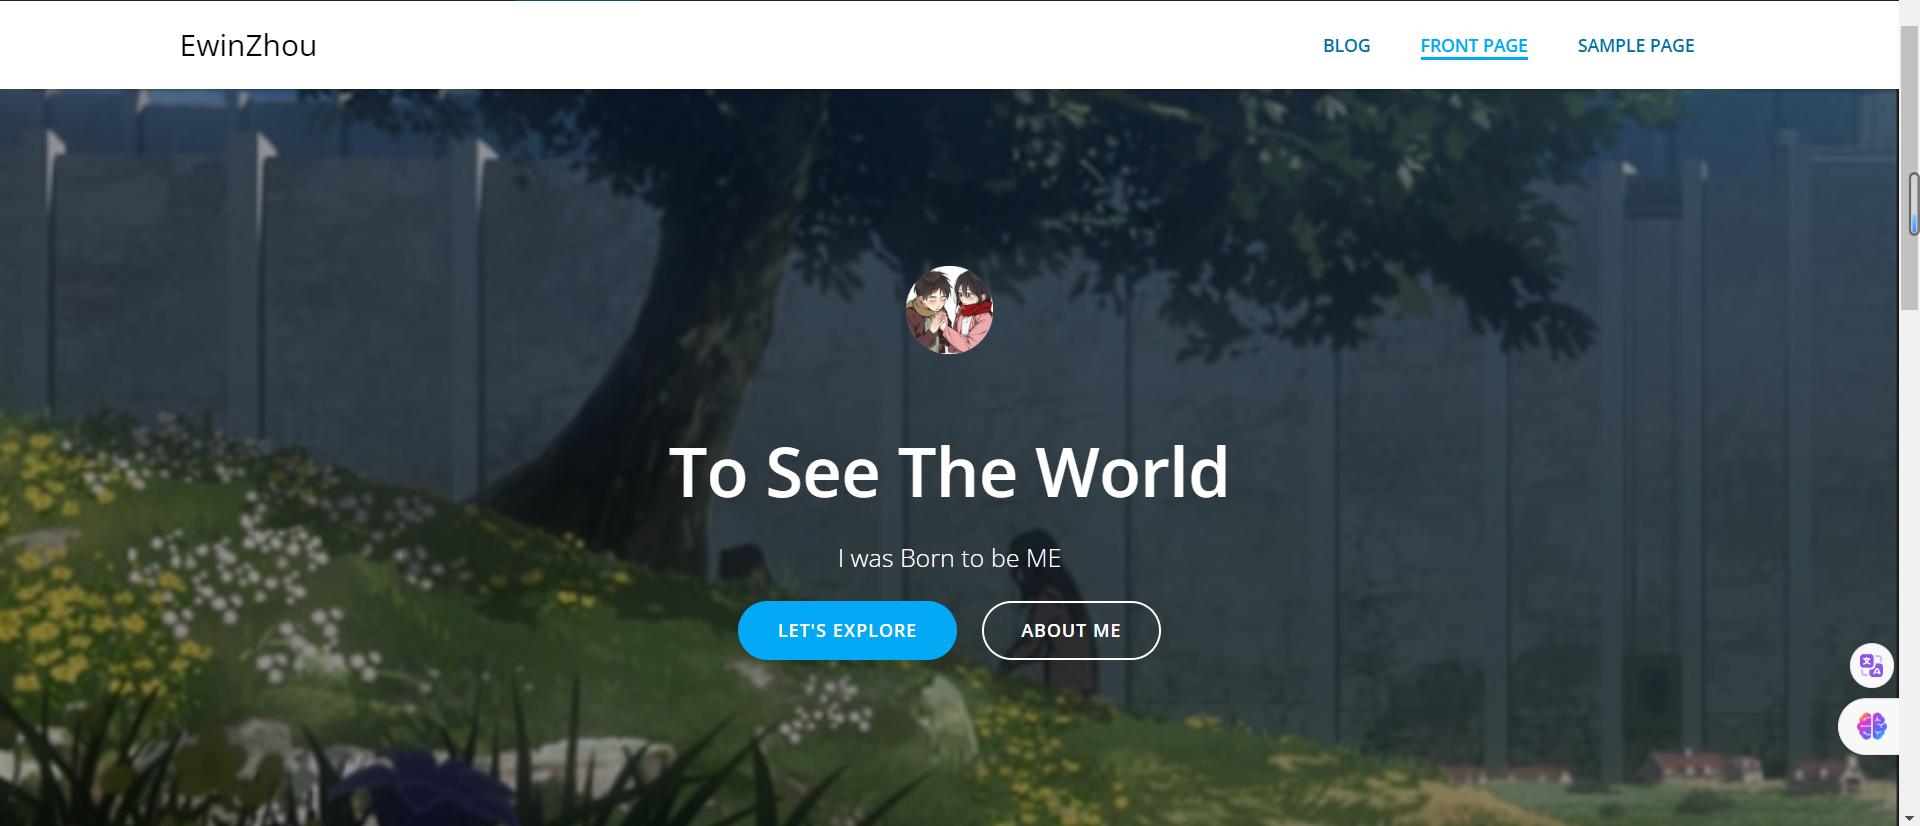 EwinZhou
BLOG
FRONT PAGE
SAMPLE PAGE
To See The World
I was Born to be ME
LET'S EXPLORE
ABOUT ME